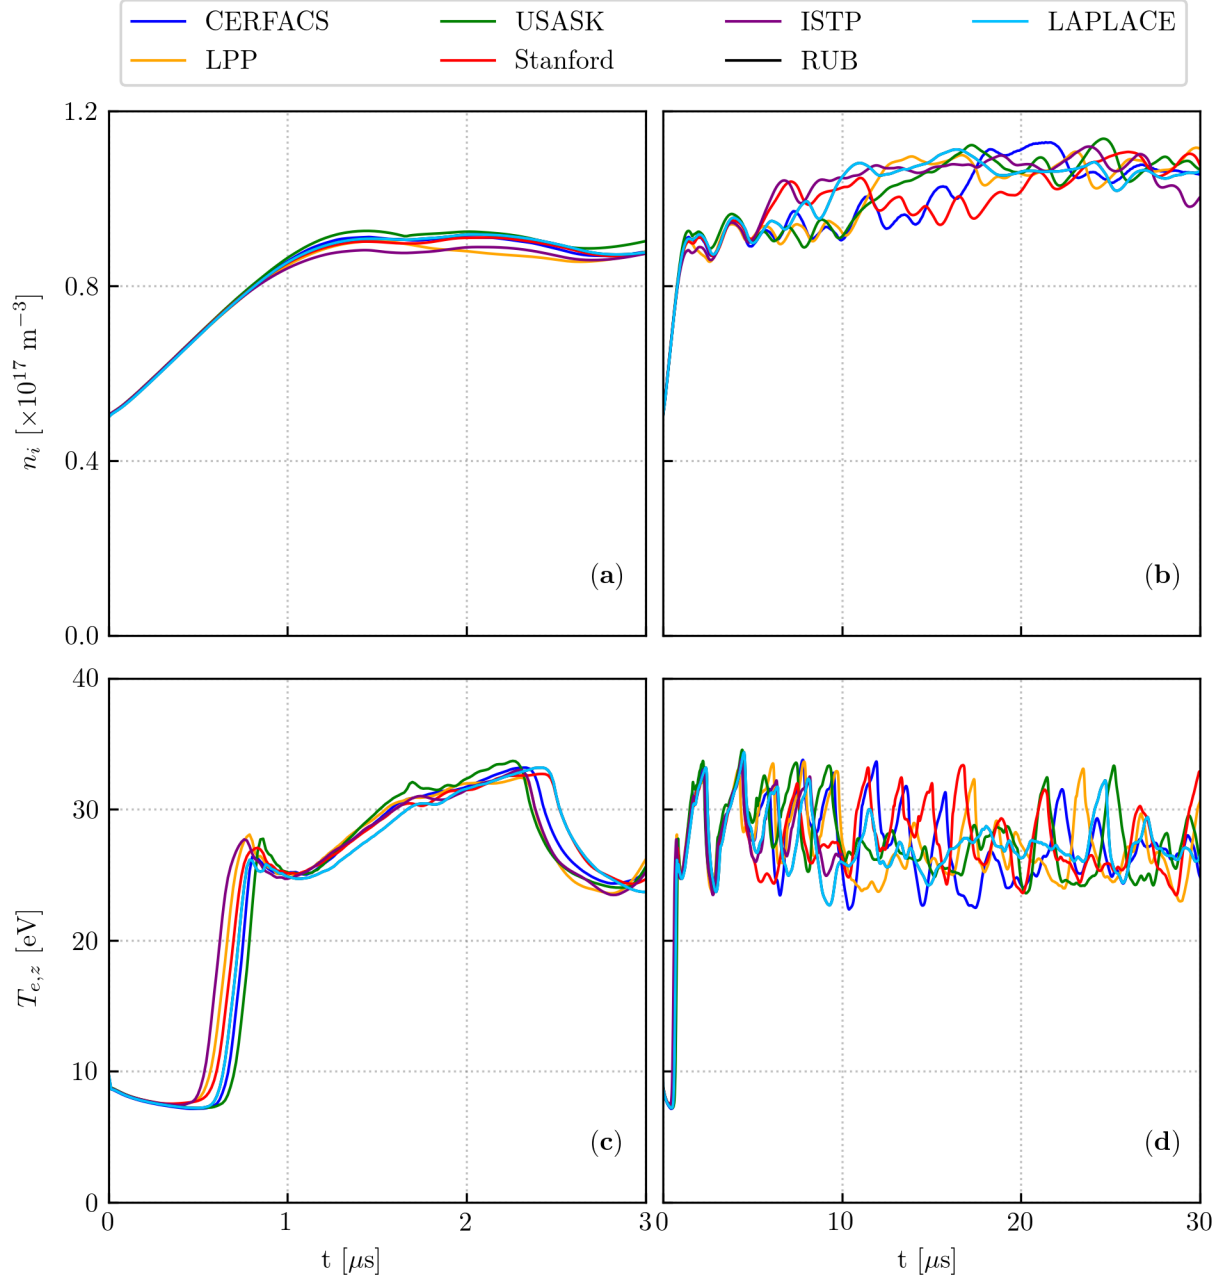 CERFACS USASK ISTP LAPLACE
LPP Stanford RUB
1.2
0.8
0.4
0.0
n_i [×10^17 m^−3]
(a) (b)
40
30
20
10
0
T_e,z [eV]
(c) (d)
0 1 2 3 0 10 20 30
t [μs] t [μs]